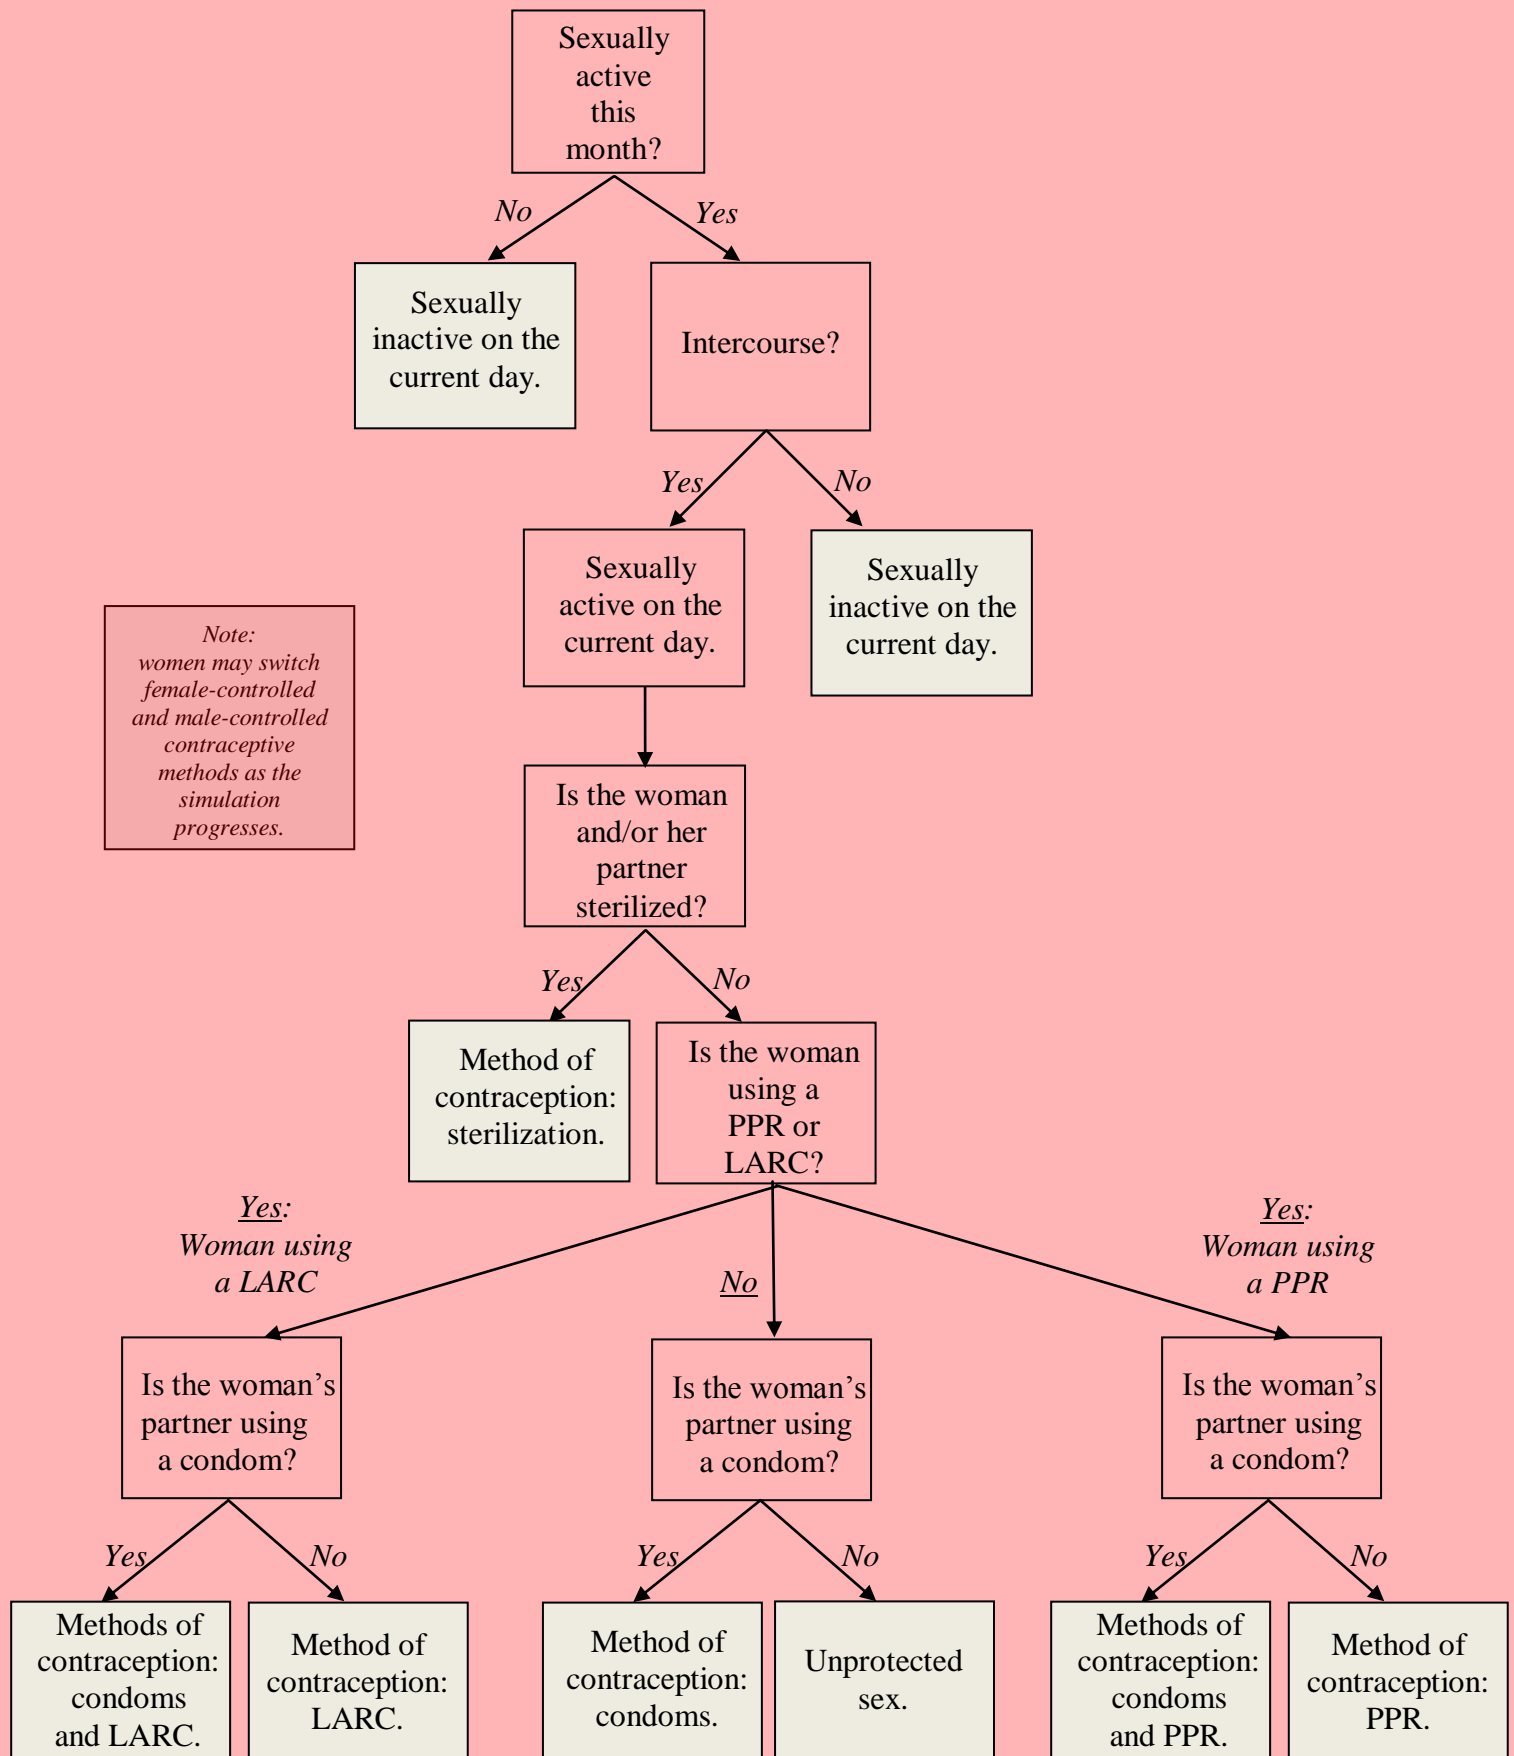 Sexually
active
this
month?
No
Yes
Sexually
inactive on the
current day.
Intercourse?
Yes
No
Sexually
active on the
current day.
Sexually
inactive on the
current day.
Note:
women may switch
female-controlled
and male-controlled
contraceptive
methods as the
simulation
progresses.
Is the woman
and/or her
partner
sterilized?
Yes
No
Method of
contraception:
sterilization.
Is the woman
using a
PPR or
LARC?
Yes:
Woman using
a LARC
No
Yes:
Woman using
a PPR
Is the woman’s
partner using
a condom?
Is the woman’s
partner using
a condom?
Is the woman’s
partner using
a condom?
Yes
No
Yes
No
Yes
No
Methods of
contraception:
condoms
and LARC.
Method of
contraception:
LARC.
Method of
contraception:
condoms.
Unprotected
sex.
Methods of
contraception:
condoms
and PPR.
Method of
contraception:
PPR.